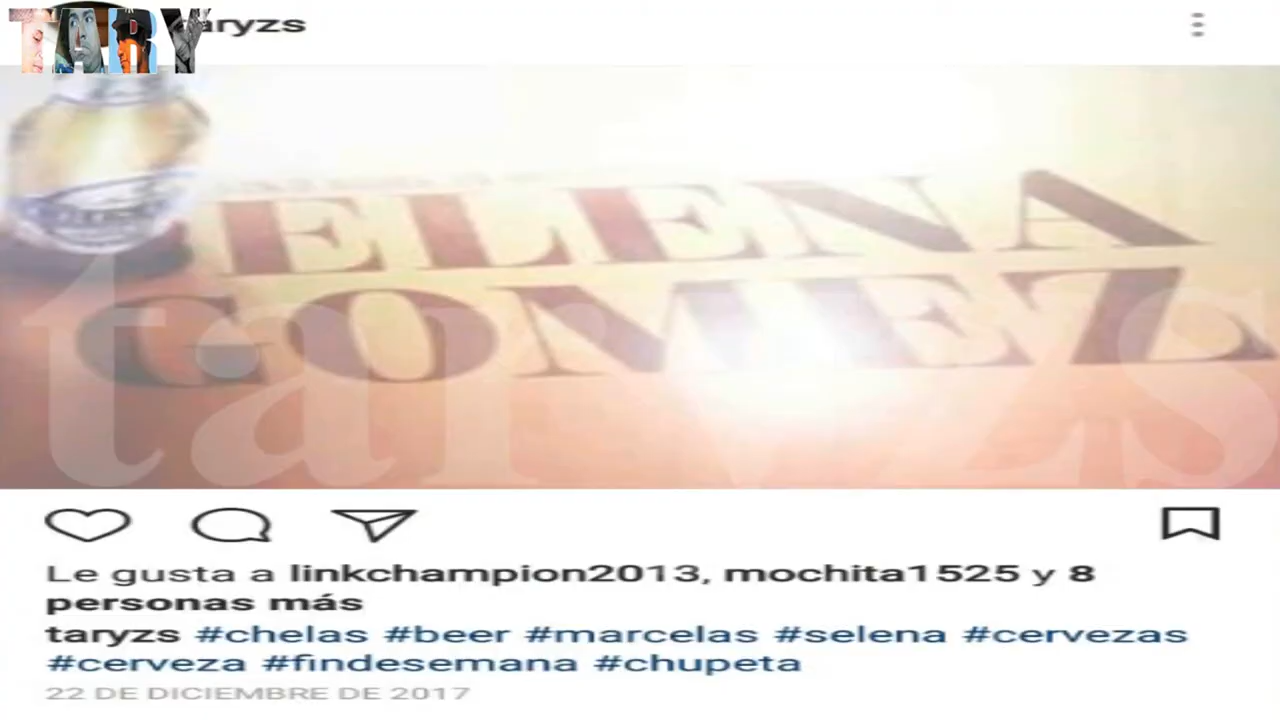 TARY
aryzs
ELENA
GOMEZ
taryzs
Le gusta a linkchampion2013, mochita1525 y 8
personas más
taryzs #chelas #beer #marcelas #selena #cervezas
#cerveza #findesemana #chupeta
22 DE DICIEMBRE DE 2017